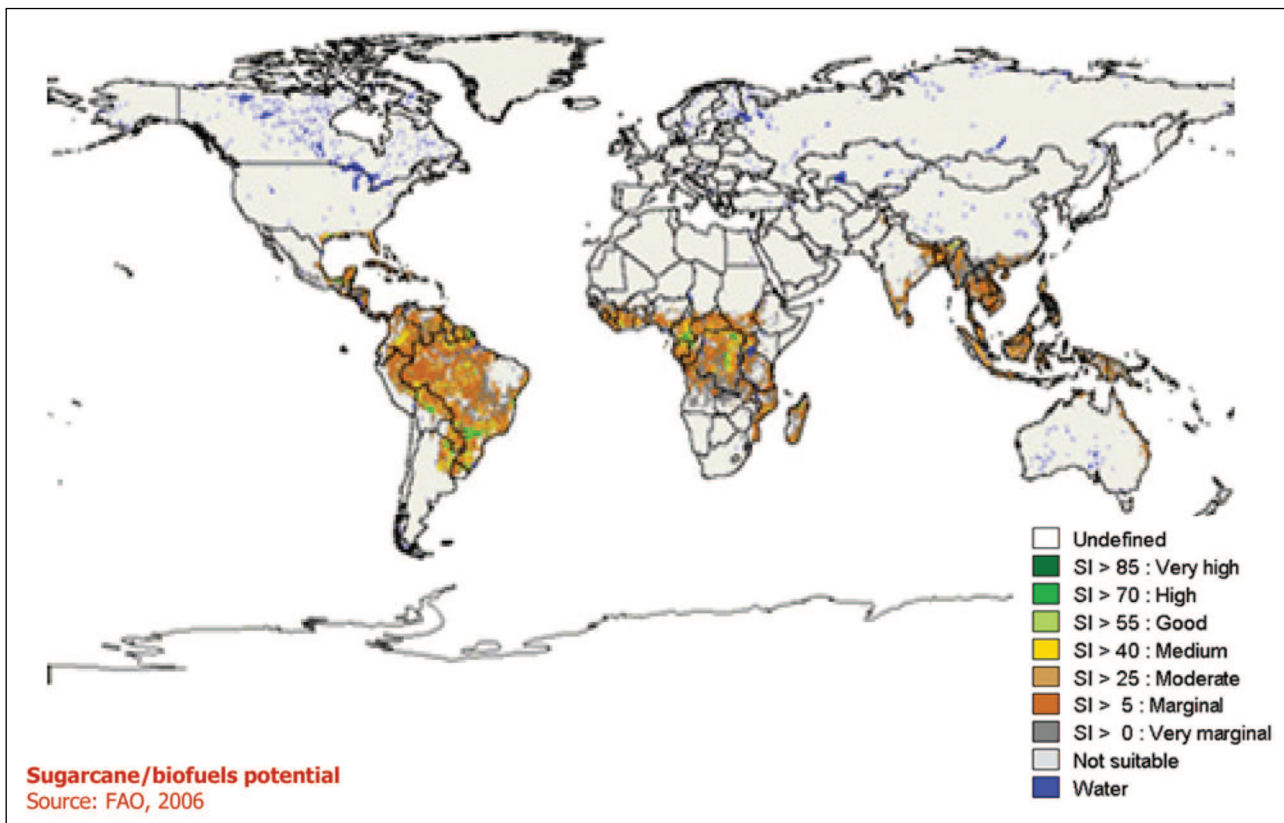 Undefined
SI > 85 : Very high
SI > 70 : High
SI > 55 : Good
SI > 40 : Medium
SI > 25 : Moderate
SI > 5 : Marginal
SI > 0 : Very marginal
Not suitable
Water
Sugarcane/biofuels potential
Source: FAO, 2006